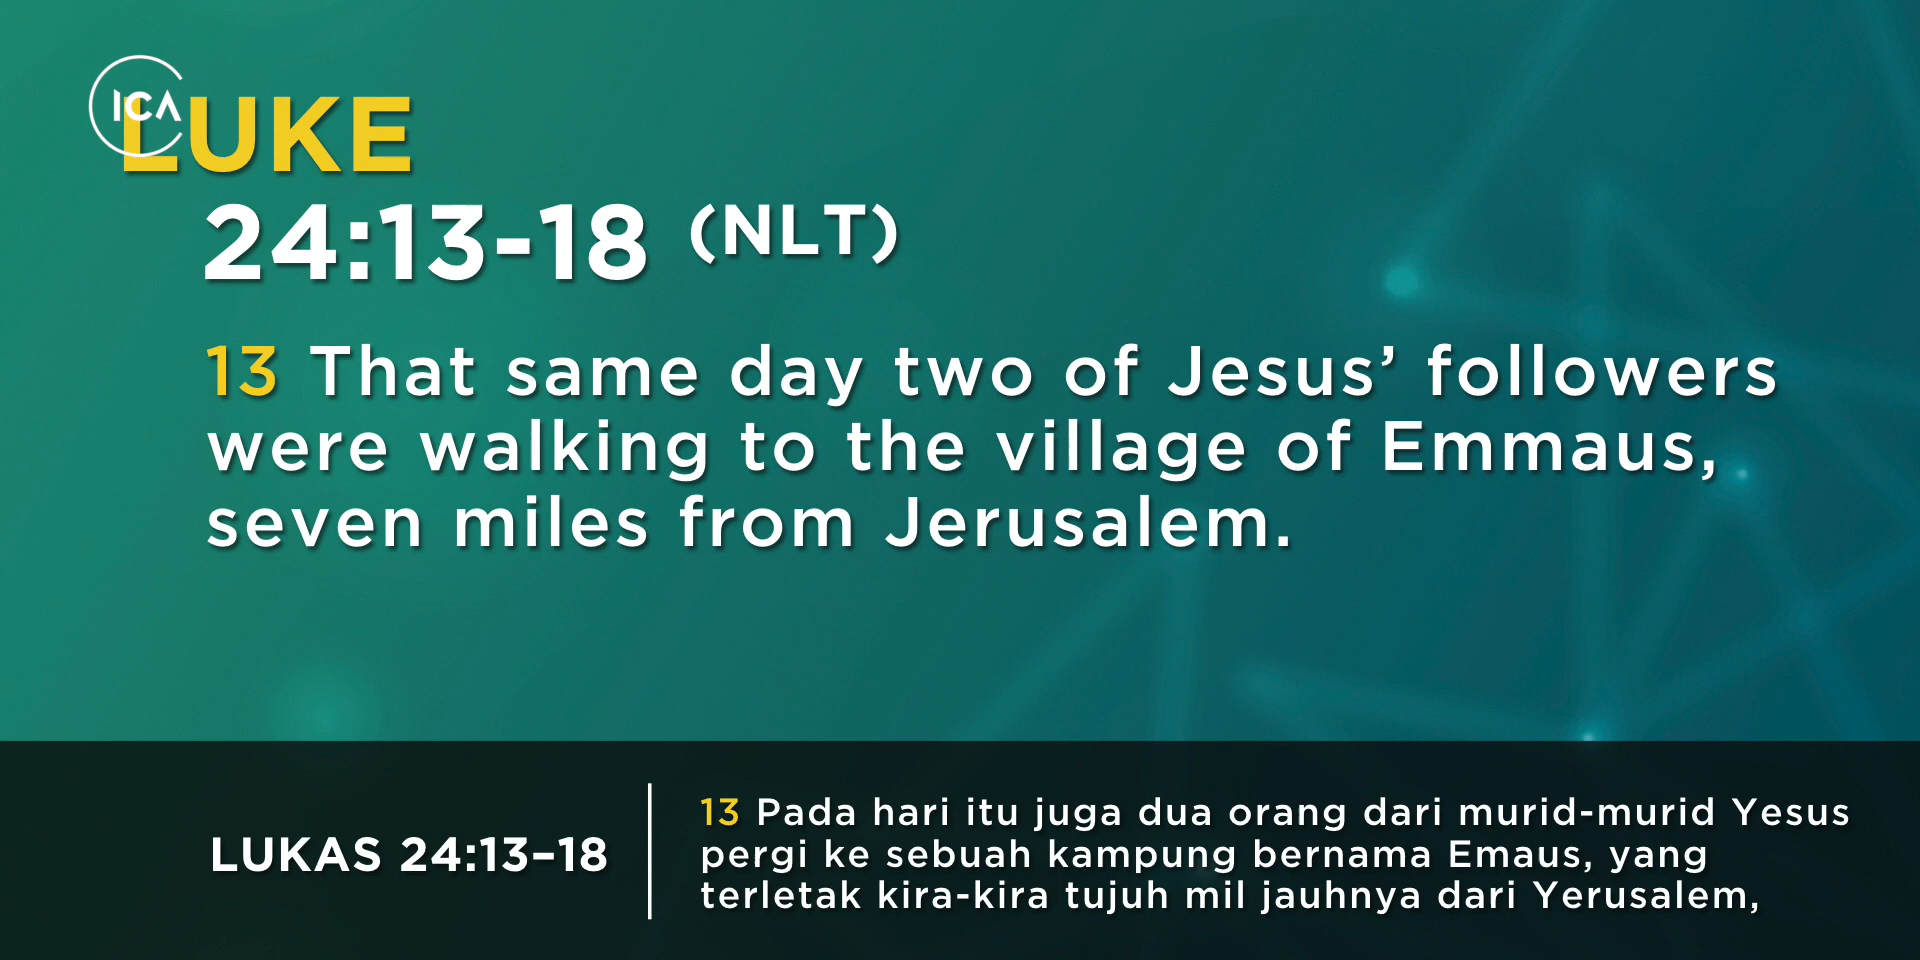 ICA
LUKE
24:13-18 (NLT)
13 That same day two of Jesus’ followers
were walking to the village of Emmaus,
seven miles from Jerusalem.
LUKAS 24:13–18
13 Pada hari itu juga dua orang dari murid-murid Yesus
pergi ke sebuah kampung bernama Emaus, yang
terletak kira-kira tujuh mil jauhnya dari Yerusalem,